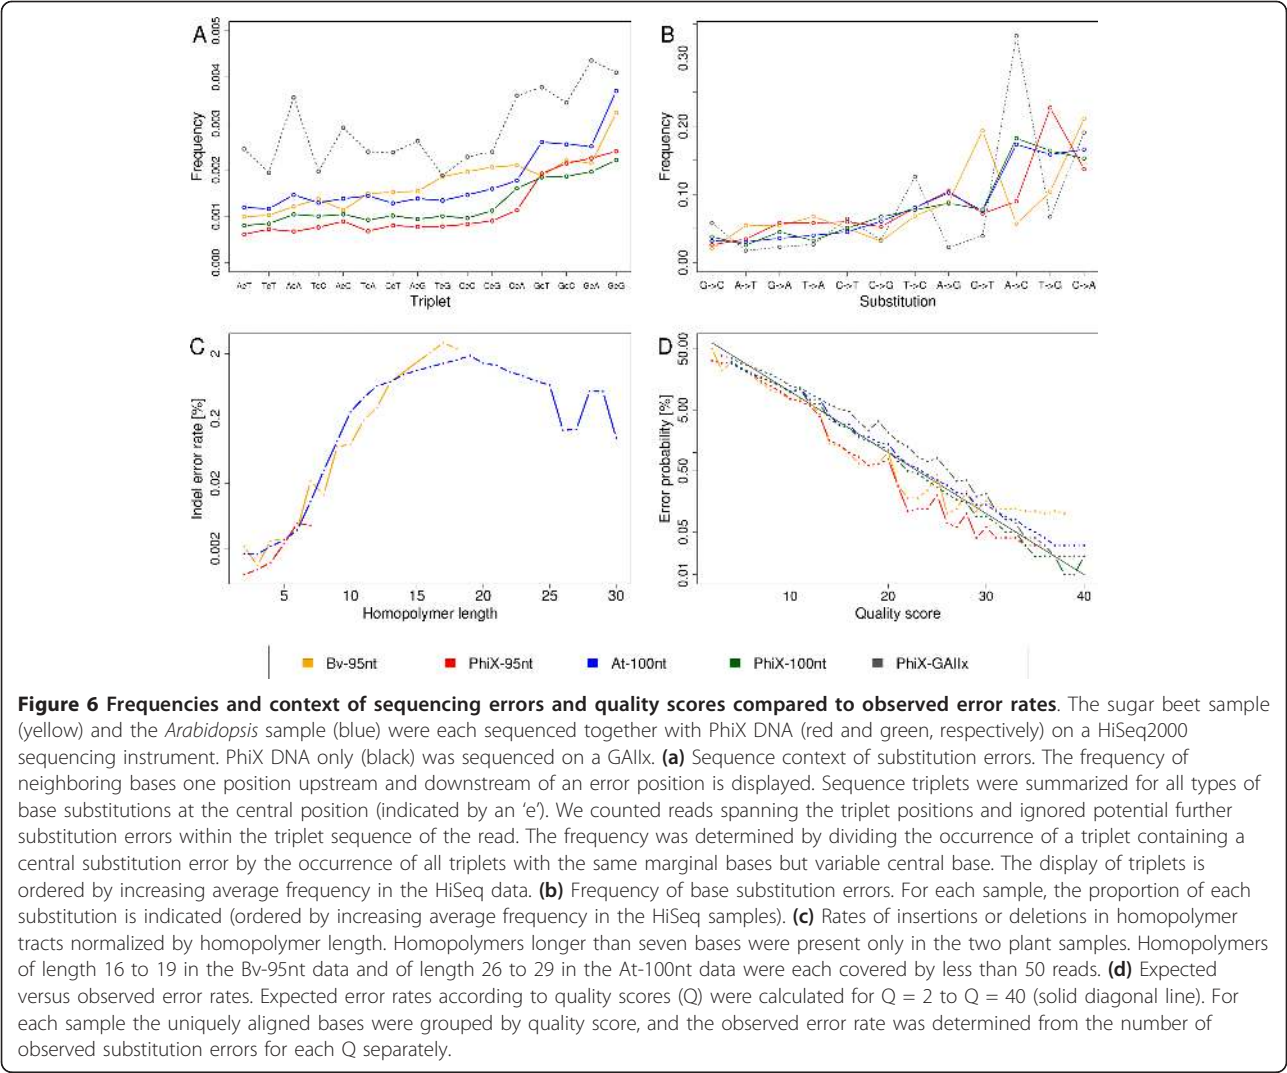 A
B
0.005
0.004
0.003
0.002
0.001
0.000
Frequency
AeT TeT AeA TeC AeC TeA CeT AeG TeG CeC CeG CeA GeT GeC GeA GeG
Triplet
0.30
0.20
0.10
0.00
Frequency
G->C A->T G->A T->A C->T C->G T->C A->G G->T A->C T->G C->A
Substitution
C
D
2
0.2
0.02
0.002
Indel error rate [%]
5 10 15 20 25 30
Homopolymer length
50.00
5.00
0.50
0.05
0.01
Error probability [%]
10 20 30 40
Quality score
Bv-95nt PhiX-95nt At-100nt PhiX-100nt PhiX-GAIIx
Figure 6 Frequencies and context of sequencing errors and quality scores compared to observed error rates. The sugar beet sample
(yellow) and the Arabidopsis sample (blue) were each sequenced together with PhiX DNA (red and green, respectively) on a HiSeq2000
sequencing instrument. PhiX DNA only (black) was sequenced on a GAIIx. (a) Sequence context of substitution errors. The frequency of
neighboring bases one position upstream and downstream of an error position is displayed. Sequence triplets were summarized for all types of
base substitutions at the central position (indicated by an ‘e’). We counted reads spanning the triplet positions and ignored potential further
substitution errors within the triplet sequence of the read. The frequency was determined by dividing the occurrence of a triplet containing a
central substitution error by the occurrence of all triplets with the same marginal bases but variable central base. The display of triplets is
ordered by increasing average frequency in the HiSeq data. (b) Frequency of base substitution errors. For each sample, the proportion of each
substitution is indicated (ordered by increasing average frequency in the HiSeq samples). (c) Rates of insertions or deletions in homopolymer
tracts normalized by homopolymer length. Homopolymers longer than seven bases were present only in the two plant samples. Homopolymers
of length 16 to 19 in the Bv-95nt data and of length 26 to 29 in the At-100nt data were each covered by less than 50 reads. (d) Expected
versus observed error rates. Expected error rates according to quality scores (Q) were calculated for Q = 2 to Q = 40 (solid diagonal line). For
each sample the uniquely aligned bases were grouped by quality score, and the observed error rate was determined from the number of
observed substitution errors for each Q separately.